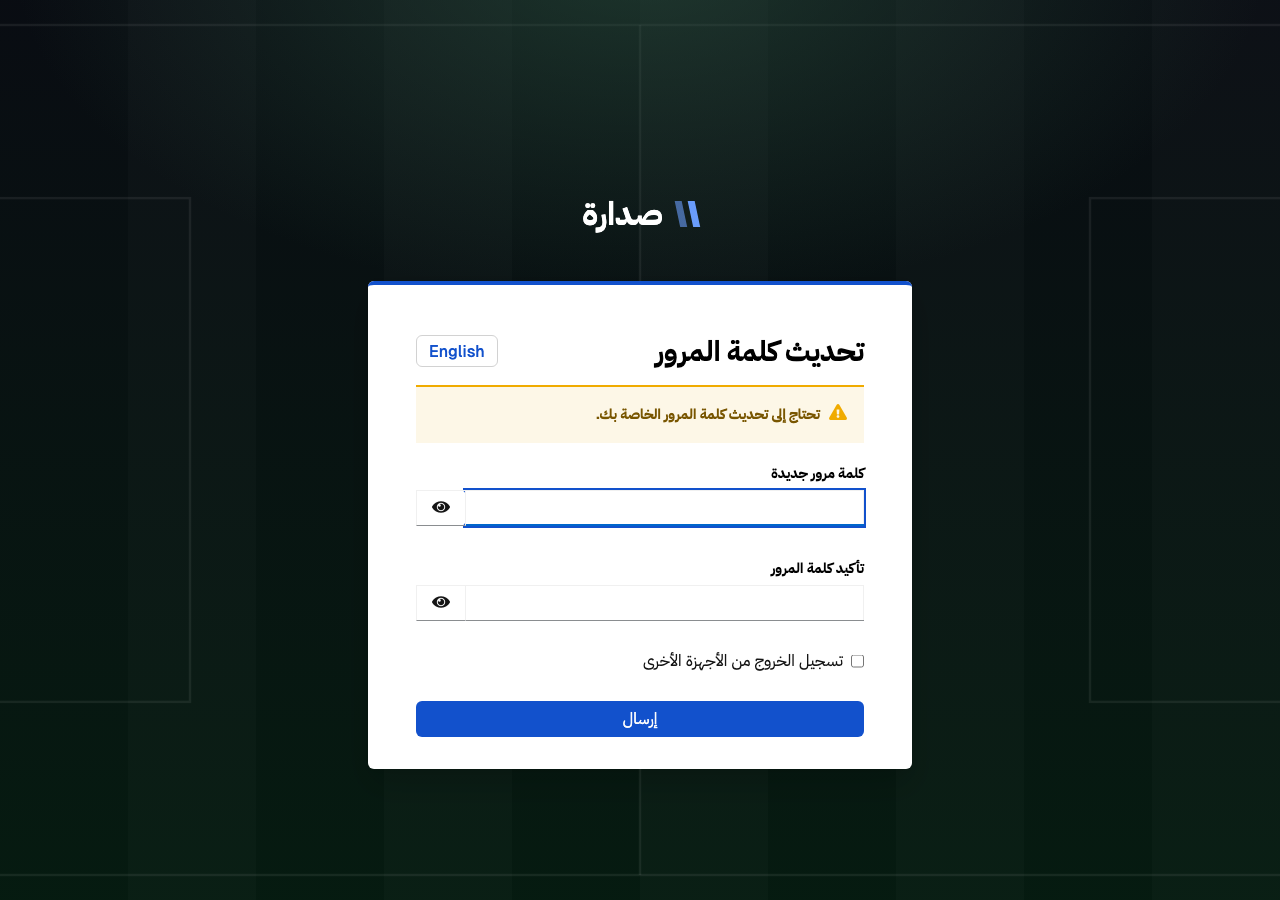 صدارة
تحديث كلمة المرور
English
تحتاج إلى تحديث كلمة المرور الخاصة بك.
كلمة مرور جديدة
تأكيد كلمة المرور
تسجيل الخروج من الأجهزة الأخرى
إرسال